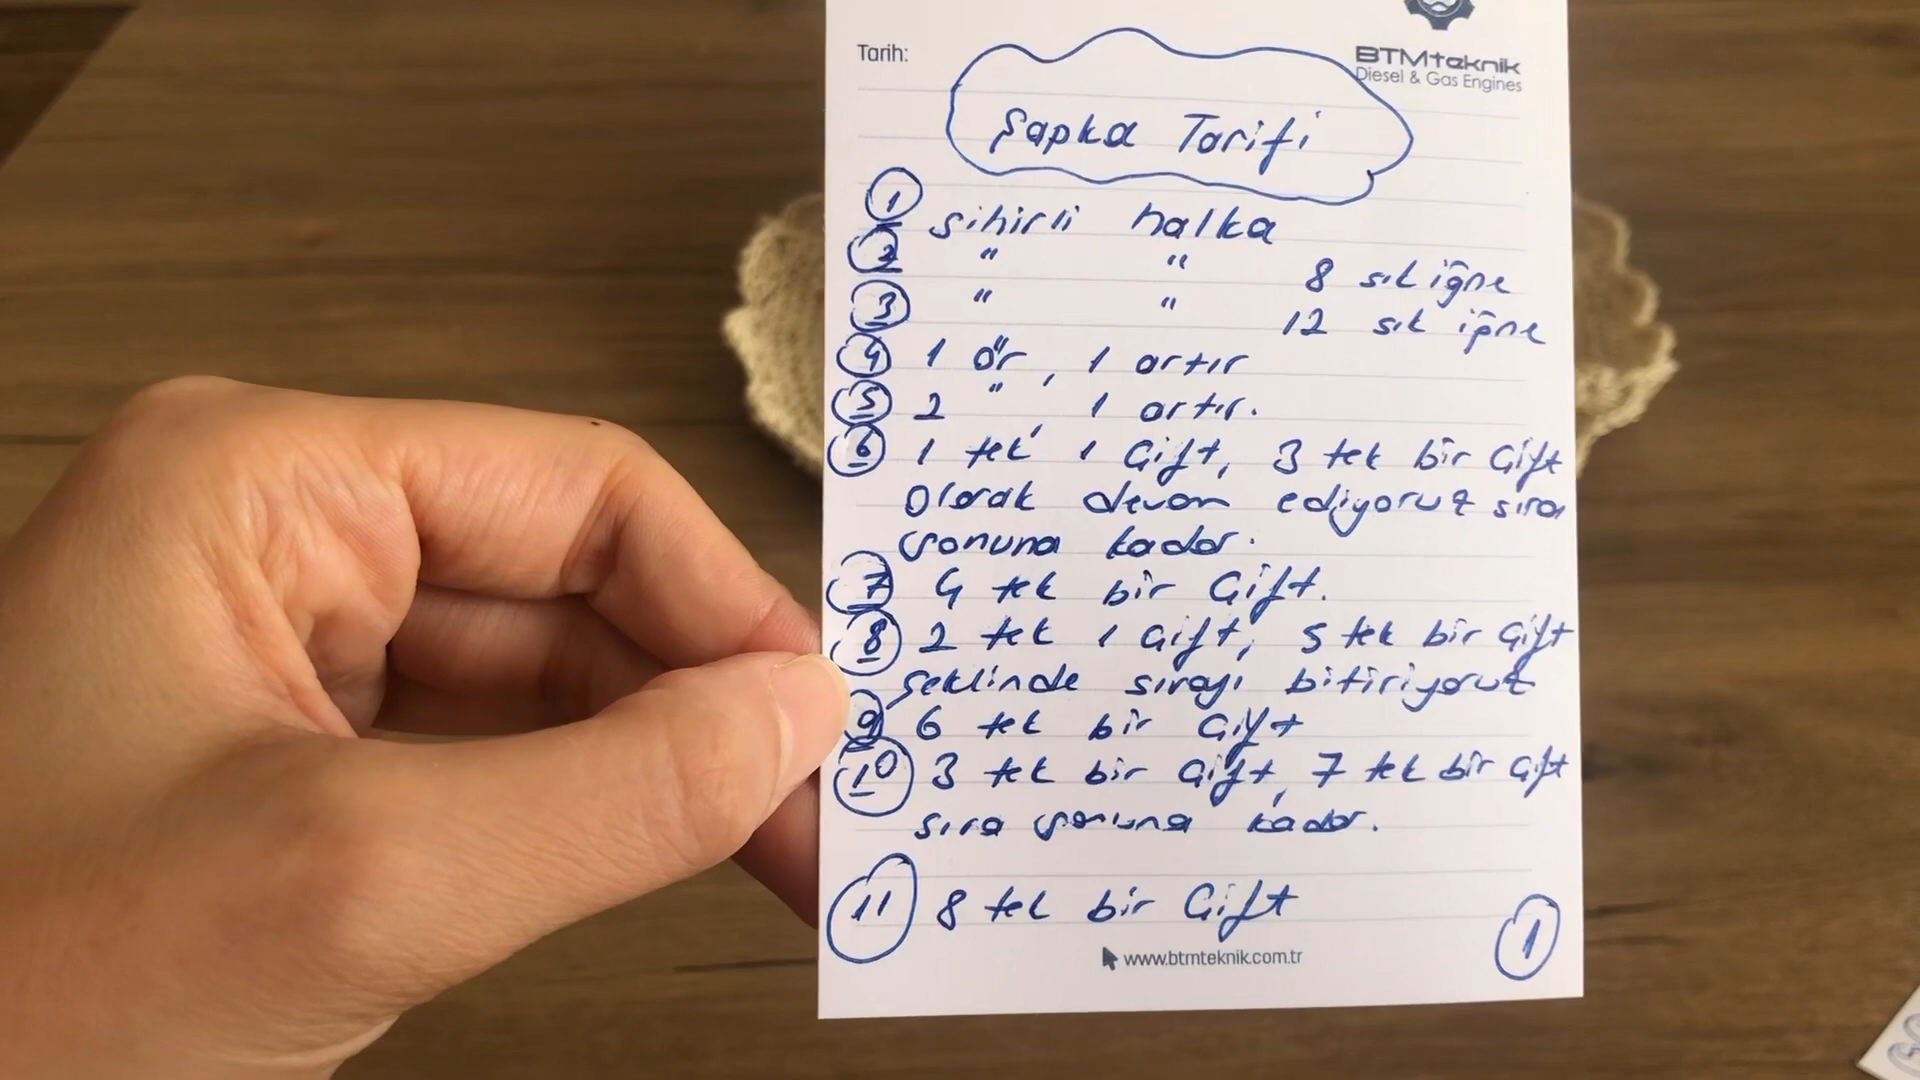 Tarih:
BTMteknik
Diesel & Gas Engines
Şapka Tarifi
1 Sihirli halka
2 " " 8 sık iğne
3 " " 12 sık iğne
4 1 ör, 1 artır
5 2 " , 1 artır.
6 1 tek 1 Çift, 3 tek bir Çift
Olarak devam ediyoruz sıra
sonuna kadar.
7 4 tek bir Çift.
8 2 tek 1 Çift, 5 tek bir Çift
şeklinde sırayı bitiriyoruz
9 6 tek bir Çift
10 3 tek bir Çift, 7 tek bir Çift
sıra sonuna kadar.
11 8 tek bir Çift
1
www.btmteknik.com.tr